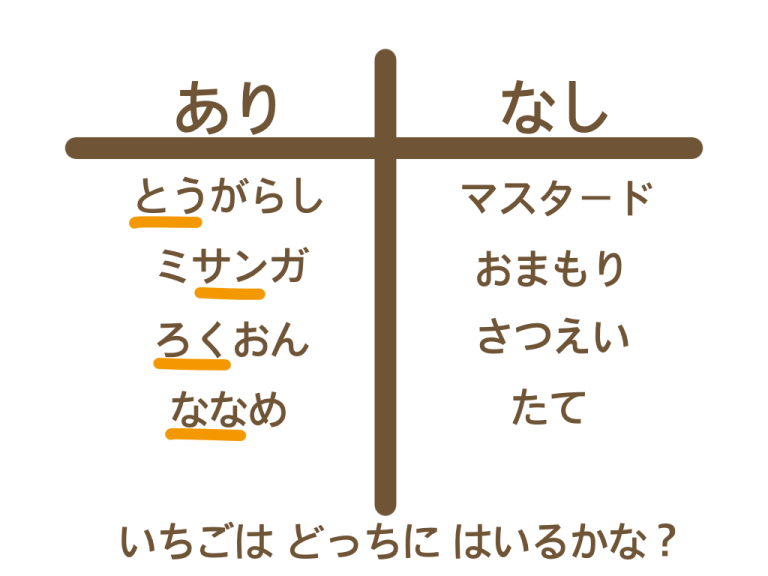 あり なし
とうがらし マスタード
ミサンガ おまもり
ろくおん さつえい
ななめ たて
いちごは どっちに はいるかな？